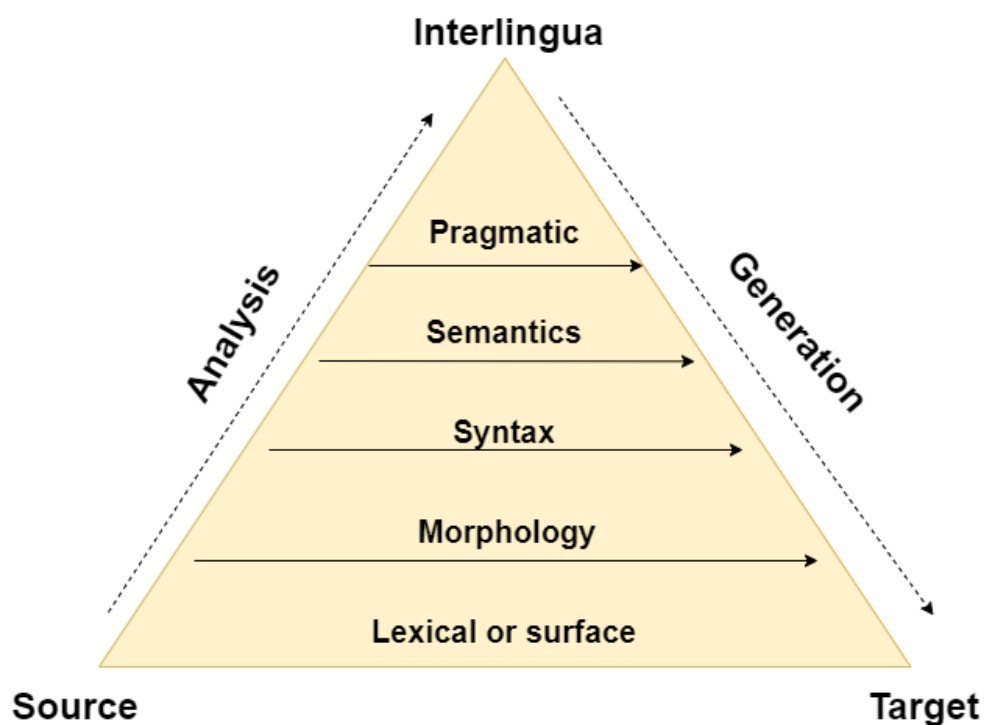 Interlingua
Pragmatic
Analysis
Generation
Semantics
Syntax
Morphology
Lexical or surface
Source
Target